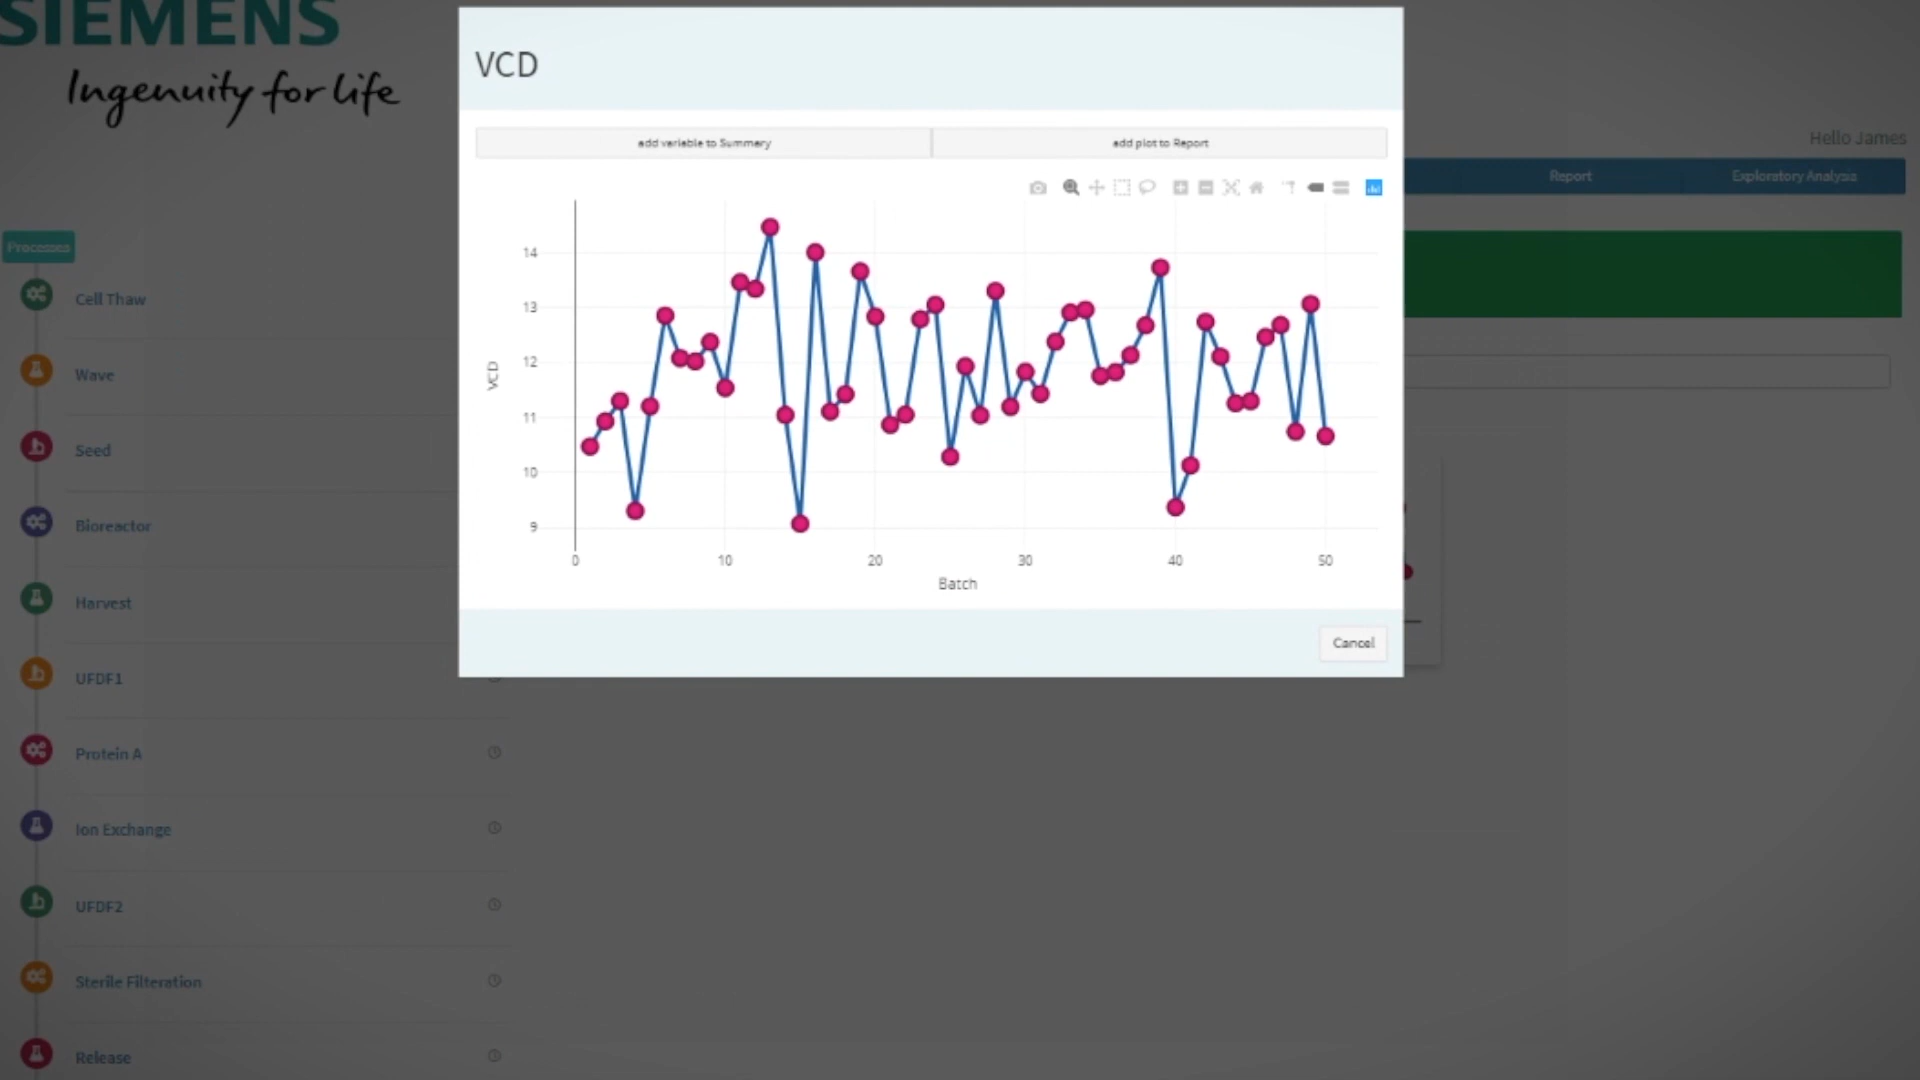 SIEMENS
Ingenuity for life
VCD
add variable to Summary
add plot to Report
Hello James
Report
Exploratory Analysis
Processes
Cell Thaw
Wave
Seed
Bioreactor
Harvest
UFDF1
Protein A
Ion Exchange
UFDF2
Sterile Filteration
Release
VCD
14
13
12
11
10
9
0
10
20
30
40
50
Batch
Cancel